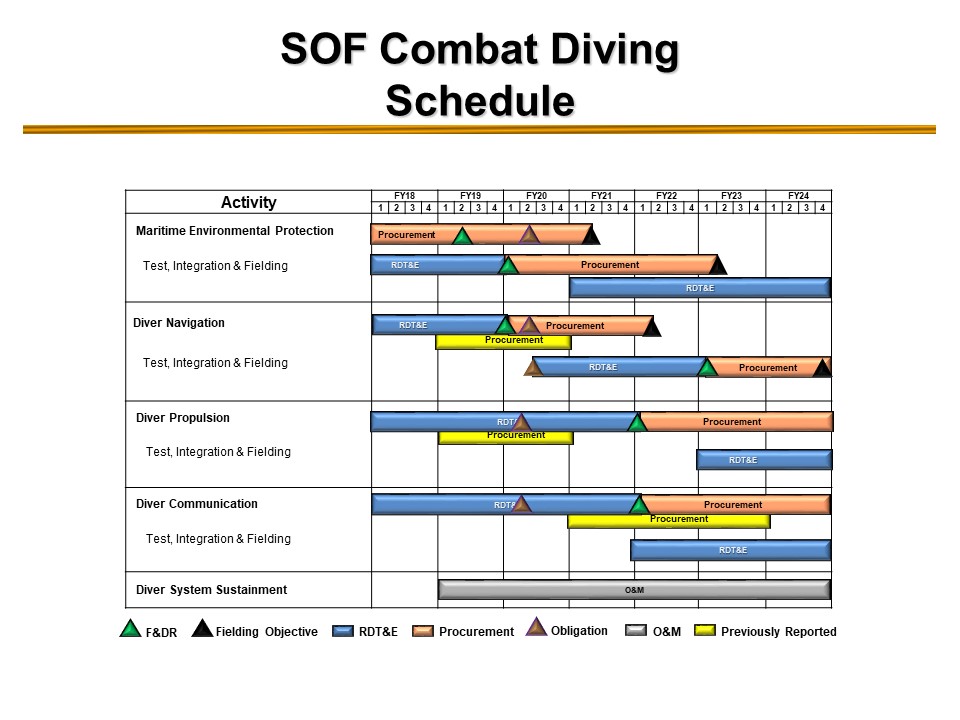 SOF Combat Diving
Schedule
Activity
FY18 FY19 FY20 FY21 FY22 FY23 FY24
1 2 3 4 1 2 3 4 1 2 3 4 1 2 3 4 1 2 3 4 1 2 3 4 1 2 3 4
Maritime Environmental Protection
Procurement
Test, Integration & Fielding
RDT&E
Procurement
RDT&E
Diver Navigation
RDT&E
Procurement
Procurement
Test, Integration & Fielding
RDT&E
Procurement
Diver Propulsion
RDT&
Procurement
Procurement
Test, Integration & Fielding
RDT&E
Diver Communication
RDT&
Procurement
Procurement
Test, Integration & Fielding
RDT&E
Diver System Sustainment
O&M
F&DR Fielding Objective RDT&E Procurement Obligation O&M Previously Reported